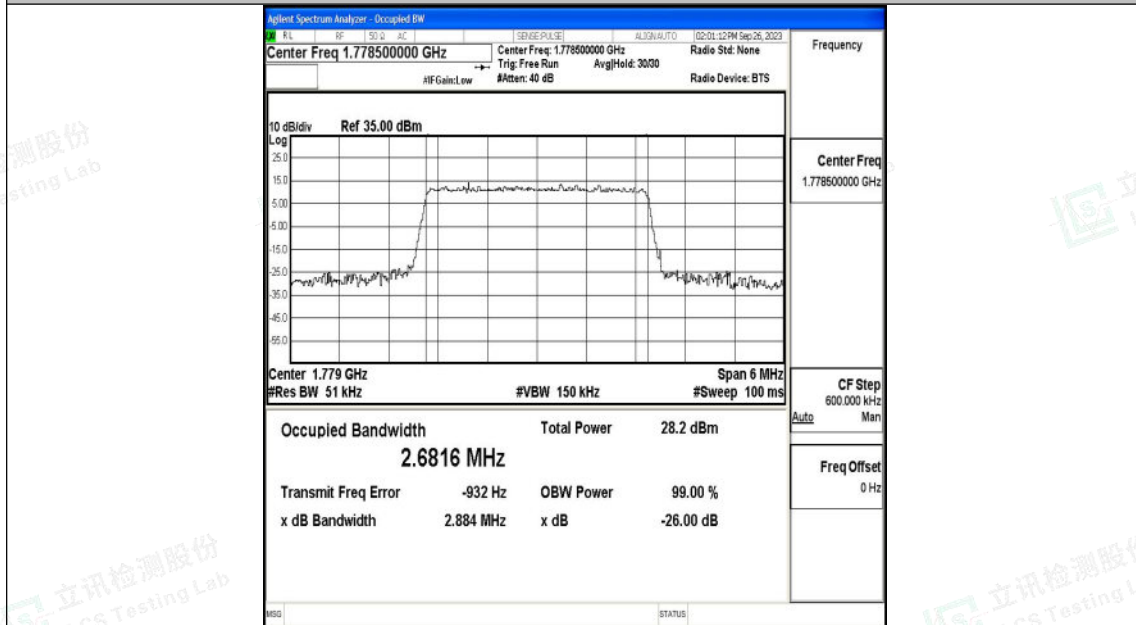 Agilent Spectrum Analyzer - Occupied BW
RL RF 50 Ω AC SENSE:PULSE ALIGNAUTO 02:01:12 PM Sep 26, 2023
Center Freq 1.778500000 GHz
Center Freq: 1.778500000 GHz
Radio Std: None
Trig: Free Run
Avg|Hold: 30/30
#IFGain:Low
#Atten: 40 dB
Radio Device: BTS
10 dB/div
Ref 35.00 dBm
Log
25.0
15.0
5.00
-5.00
-15.0
-25.0
-35.0
-45.0
-55.0
Center 1.779 GHz
Span 6 MHz
#Res BW 51 kHz
#VBW 150 kHz
#Sweep 100 ms
Occupied Bandwidth
Total Power
28.2 dBm
2.6816 MHz
Transmit Freq Error
-932 Hz
OBW Power
99.00 %
x dB Bandwidth
2.884 MHz
x dB
-26.00 dB
MSG
STATUS
Frequency
Center Freq
1.778500000 GHz
CF Step
600.000 kHz
Auto Man
Freq Offset
0 Hz
测股份
sting Lab
立讯检测股份
LCS Testing Lab
立讯检测股份
LCS Testing L